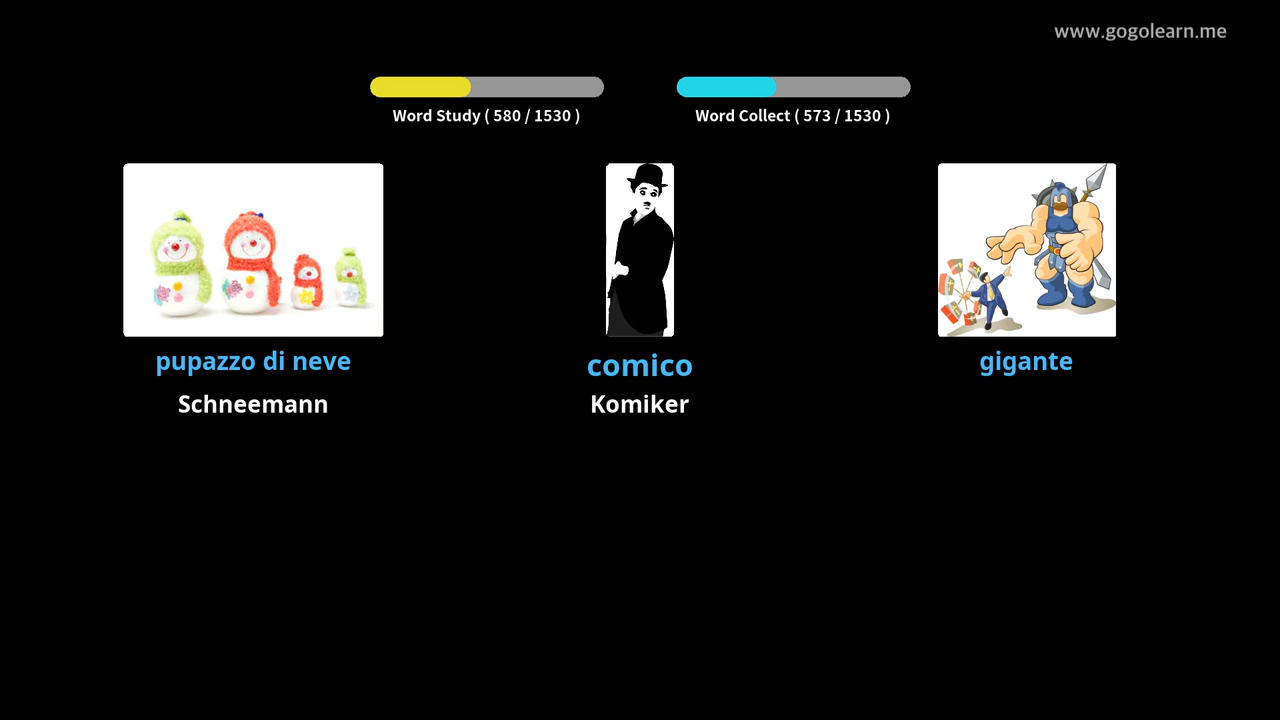 www.gogolearn.me
Word Study ( 580 / 1530 )
Word Collect ( 573 / 1530 )
pupazzo di neve
comico
gigante
Schneemann
Komiker